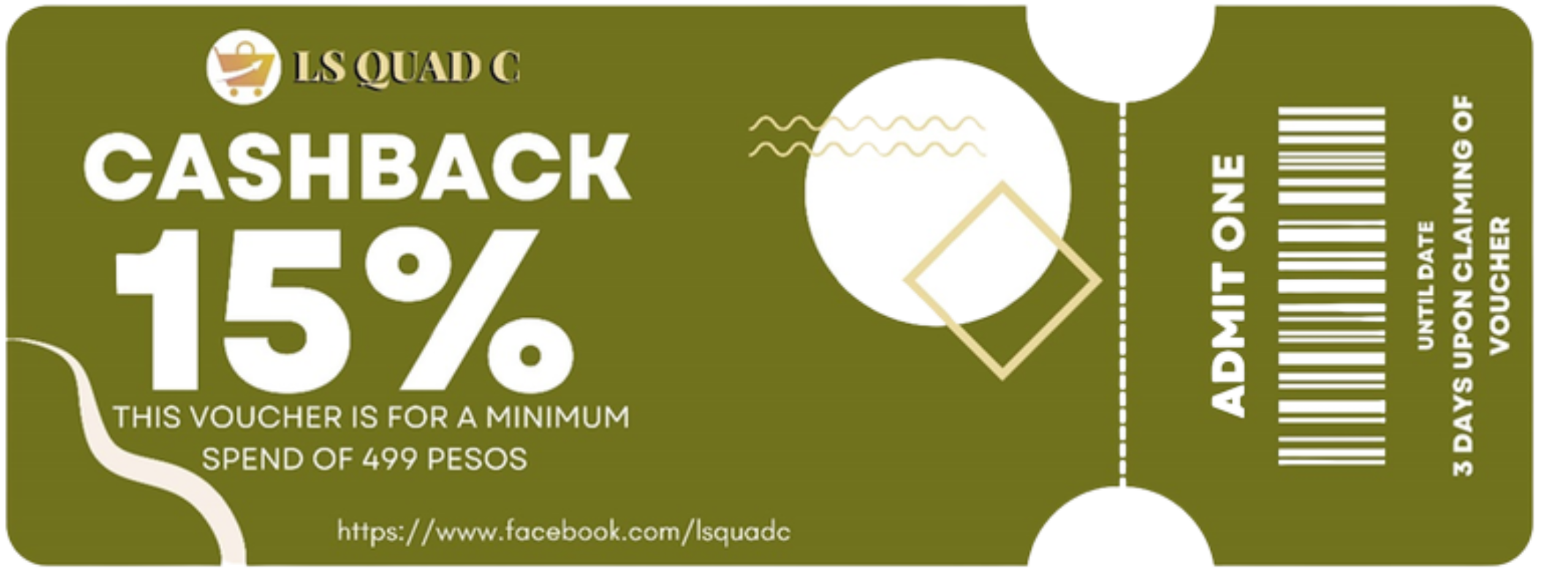 LS QUAD C
CASHBACK
15%
THIS VOUCHER IS FOR A MINIMUM
SPEND OF 499 PESOS
https://www.facebook.com/lsquadc
ADMIT ONE
UNTIL DATE
3 DAYS UPON CLAIMING OF
VOUCHER